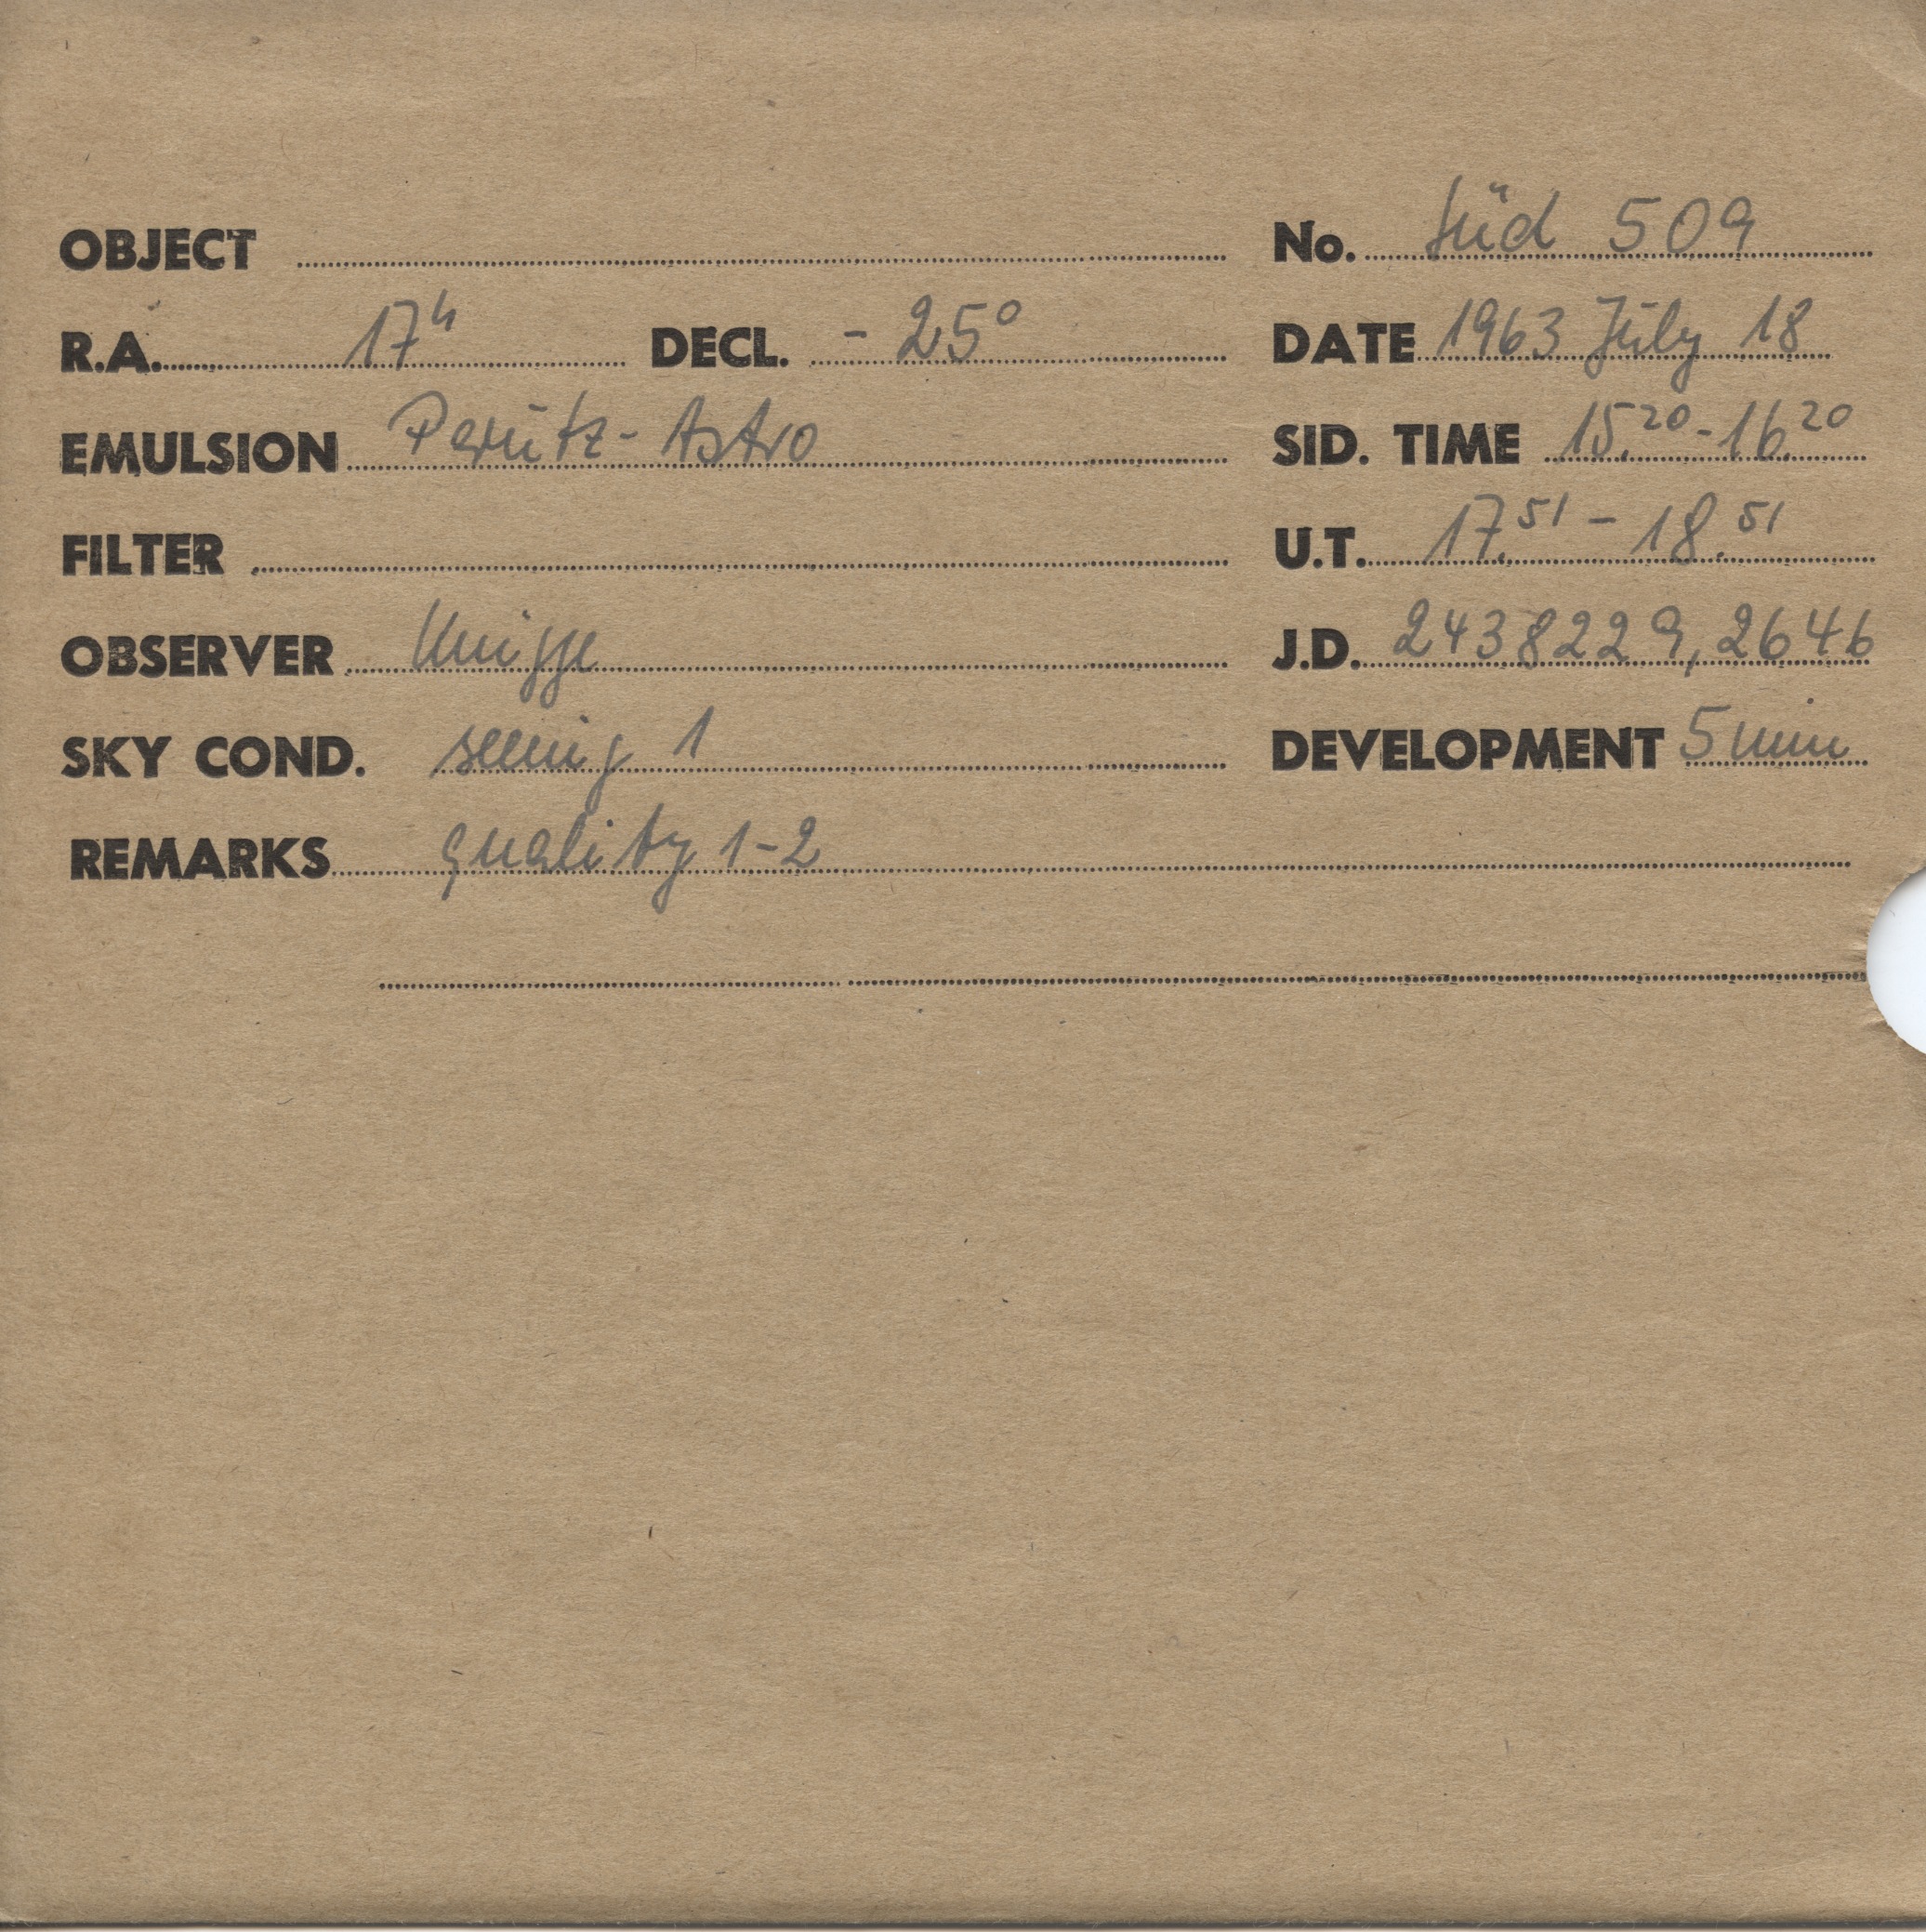 OBJECT No. Süd 509
R.A. 17h DECL. - 25° DATE 1963 July 18
EMULSION Perutz-Astro SID. TIME 15.20-16.20
FILTER U.T. 17.51 - 18.51
OBSERVER Knigge J.D. 2438229,2646
SKY COND. seeing 1 DEVELOPMENT 5 min
REMARKS quality 1-2